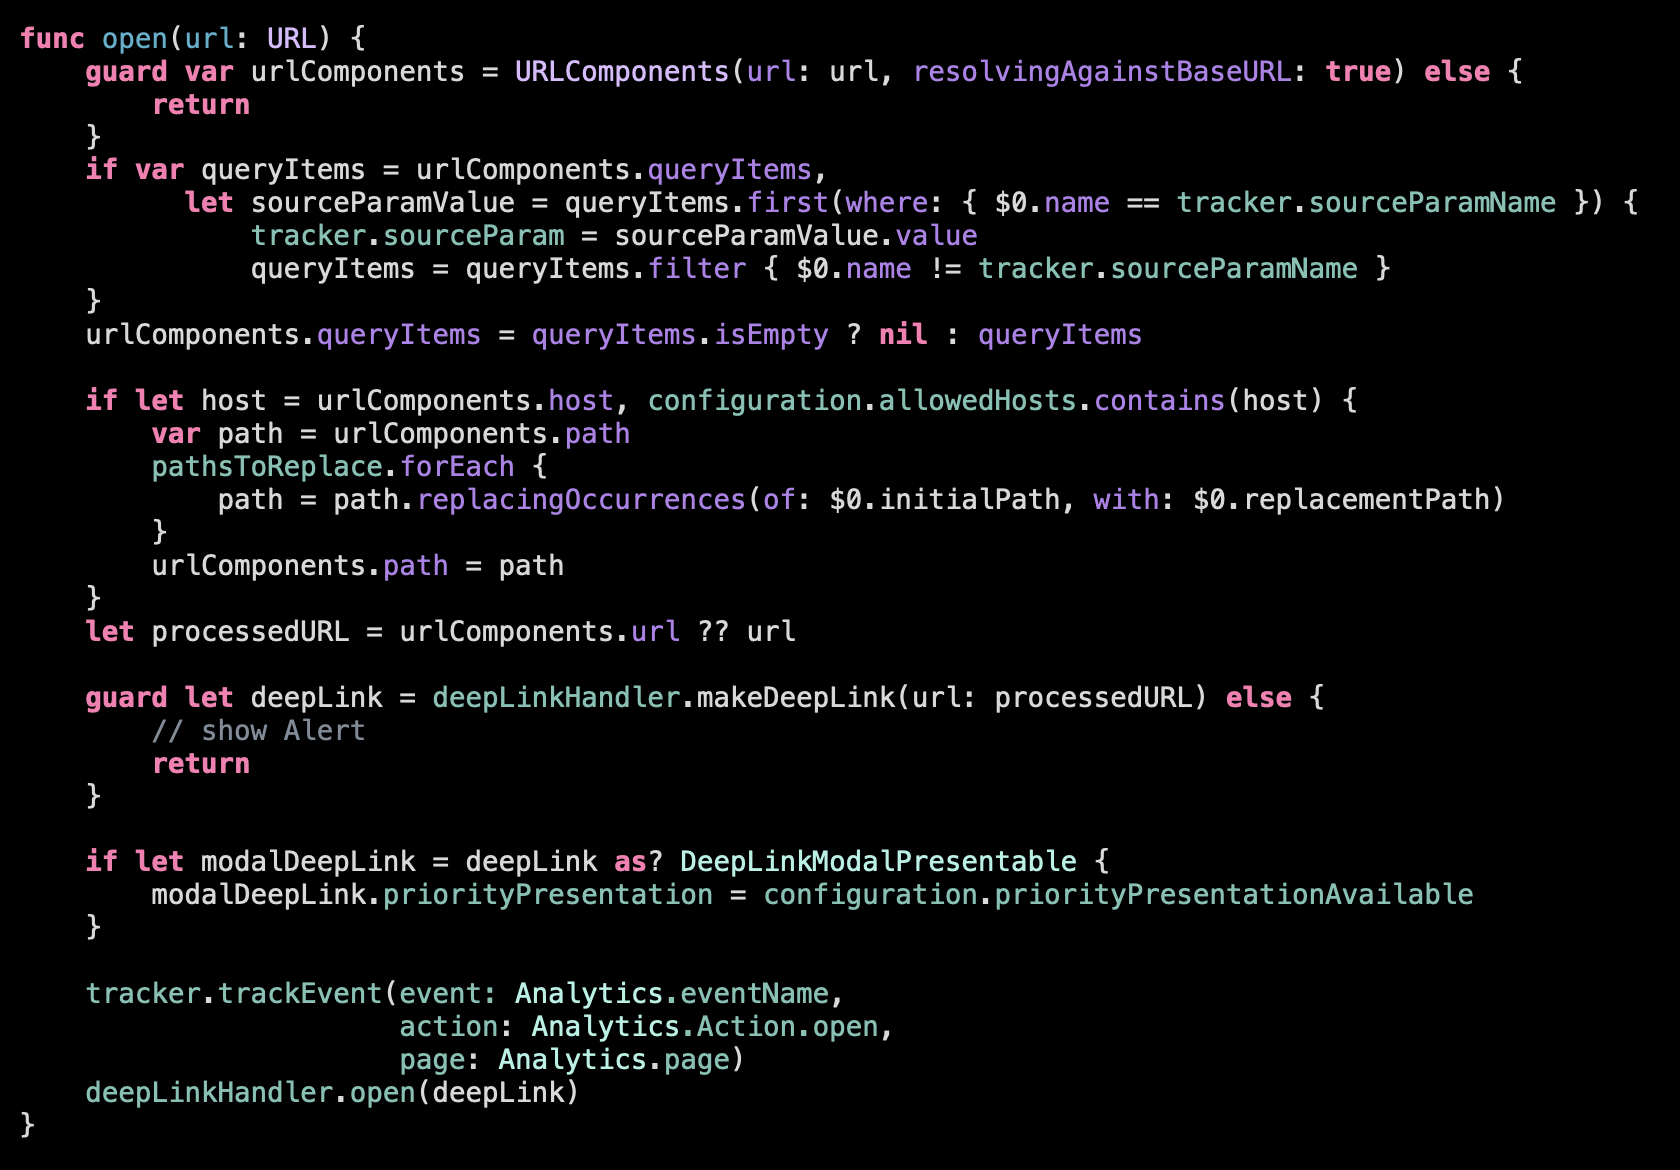 func open(url: URL) {
    guard var urlComponents = URLComponents(url: url, resolvingAgainstBaseURL: true) else {
        return
    }
    if var queryItems = urlComponents.queryItems,
          let sourceParamValue = queryItems.first(where: { $0.name == tracker.sourceParamName }) {
              tracker.sourceParam = sourceParamValue.value
              queryItems = queryItems.filter { $0.name != tracker.sourceParamName }
    }
    urlComponents.queryItems = queryItems.isEmpty ? nil : queryItems

    if let host = urlComponents.host, configuration.allowedHosts.contains(host) {
        var path = urlComponents.path
        pathsToReplace.forEach {
            path = path.replacingOccurrences(of: $0.initialPath, with: $0.replacementPath)
        }
        urlComponents.path = path
    }
    let processedURL = urlComponents.url ?? url

    guard let deepLink = deepLinkHandler.makeDeepLink(url: processedURL) else {
        // show Alert
        return
    }

    if let modalDeepLink = deepLink as? DeepLinkModalPresentable {
        modalDeepLink.priorityPresentation = configuration.priorityPresentationAvailable
    }

    tracker.trackEvent(event: Analytics.eventName,
                       action: Analytics.Action.open,
                       page: Analytics.page)
    deepLinkHandler.open(deepLink)
}